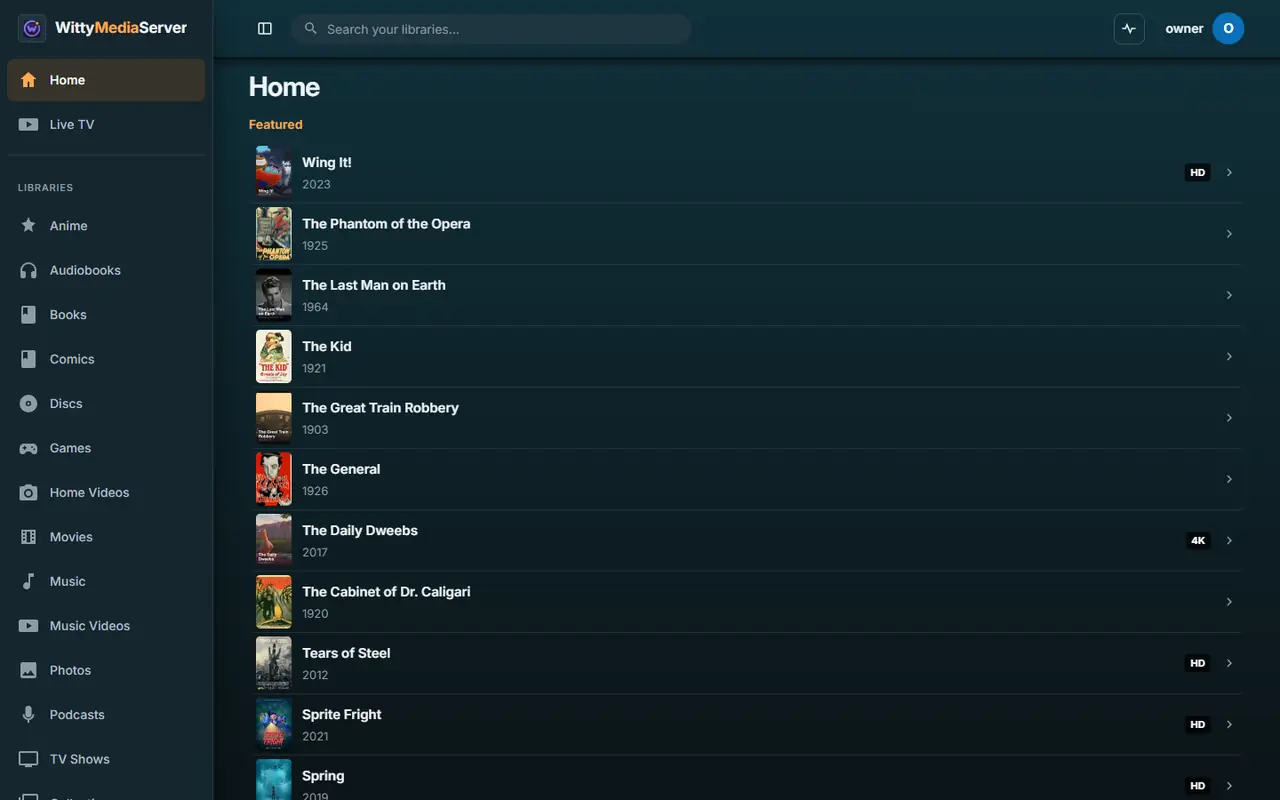 WittyMediaServer
Search your libraries...
owner
O
Home
Live TV
LIBRARIES
Anime
Audiobooks
Books
Comics
Discs
Games
Home Videos
Movies
Music
Music Videos
Photos
Podcasts
TV Shows
Home
Featured
Wing It!
2023
HD
The Phantom of the Opera
1925
The Last Man on Earth
1964
The Kid
1921
The Great Train Robbery
1903
The General
1926
The Daily Dweebs
2017
4K
The Cabinet of Dr. Caligari
1920
Tears of Steel
2012
HD
Sprite Fright
2021
HD
Spring
2019
HD